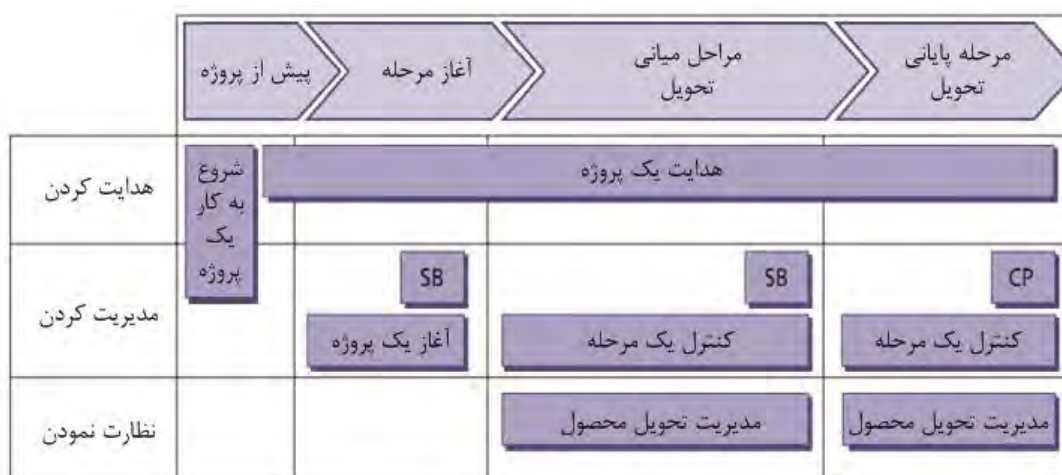 پیش از پروژه
آغاز مرحله
مراحل میانی
تحویل
مرحله پایانی
تحویل
هدایت کردن
شروع
به کار
یک
پروژه
هدایت یک پروژه
مدیریت کردن
SB
SB
CP
آغاز یک پروژه
کنترل یک مرحله
کنترل یک مرحله
نظارت نمودن
مدیریت تحویل محصول
مدیریت تحویل محصول